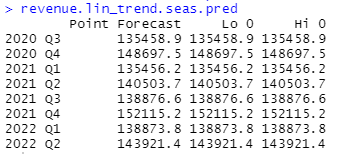 > revenue.lin_trend.seas.pred
Point Forecast Lo 0 Hi 0
2020 Q3 135458.9 135458.9 135458.9
2020 Q4 148697.5 148697.5 148697.5
2021 Q1 135456.2 135456.2 135456.2
2021 Q2 140503.7 140503.7 140503.7
2021 Q3 138876.6 138876.6 138876.6
2021 Q4 152115.2 152115.2 152115.2
2022 Q1 138873.8 138873.8 138873.8
2022 Q2 143921.4 143921.4 143921.4